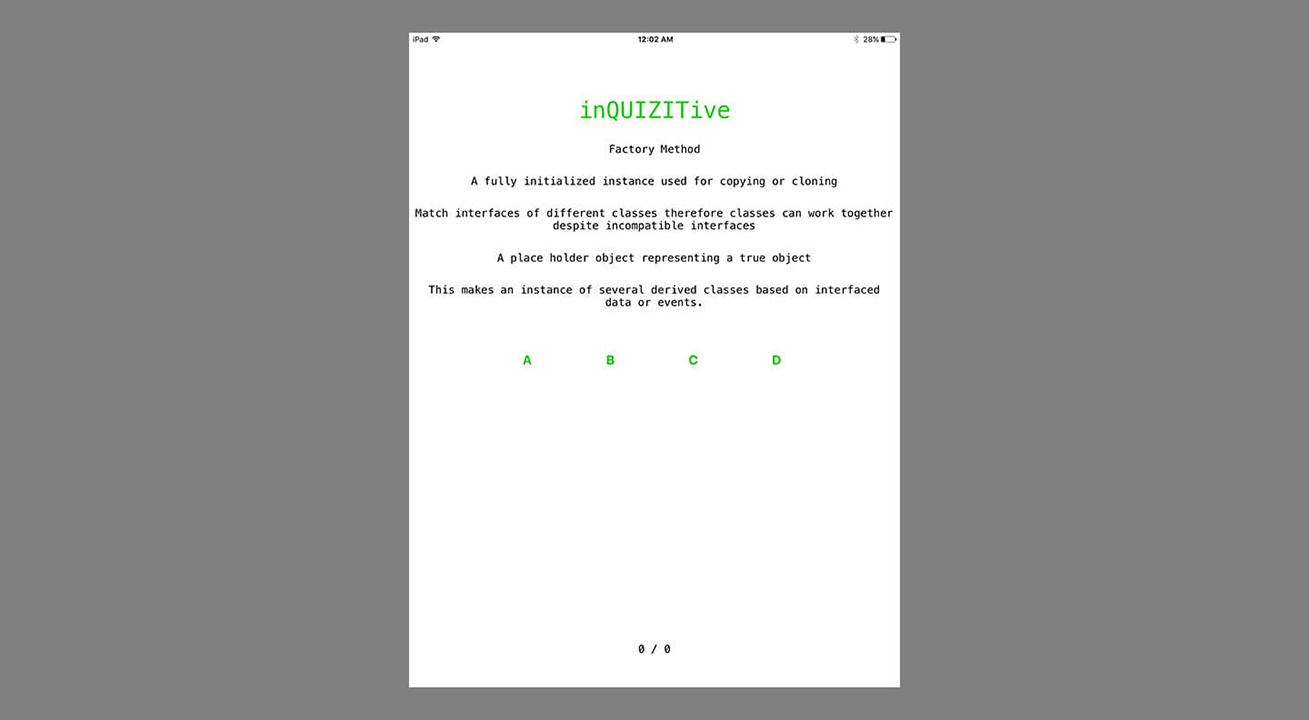 iPad 12:02 AM 28%
inQUIZITive
Factory Method
A fully initialized instance used for copying or cloning
Match interfaces of different classes therefore classes can work together
despite incompatible interfaces
A place holder object representing a true object
This makes an instance of several derived classes based on interfaced
data or events.
A B C D
0 / 0